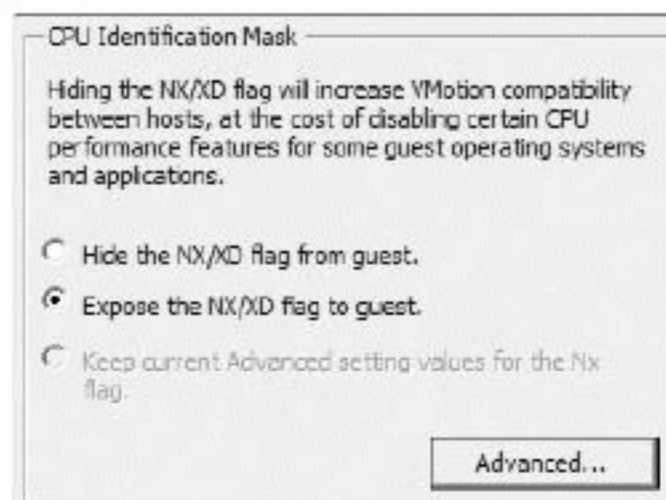 CPU Identification Mask
Hiding the NX/XD flag will increase VMotion compatibility
between hosts, at the cost of disabling certain CPU
performance features for some guest operating systems
and applications.
Hide the NX/XD flag from guest.
Expose the NX/XD flag to guest.
Keep current Advanced setting values for the Nx
flag.
Advanced...